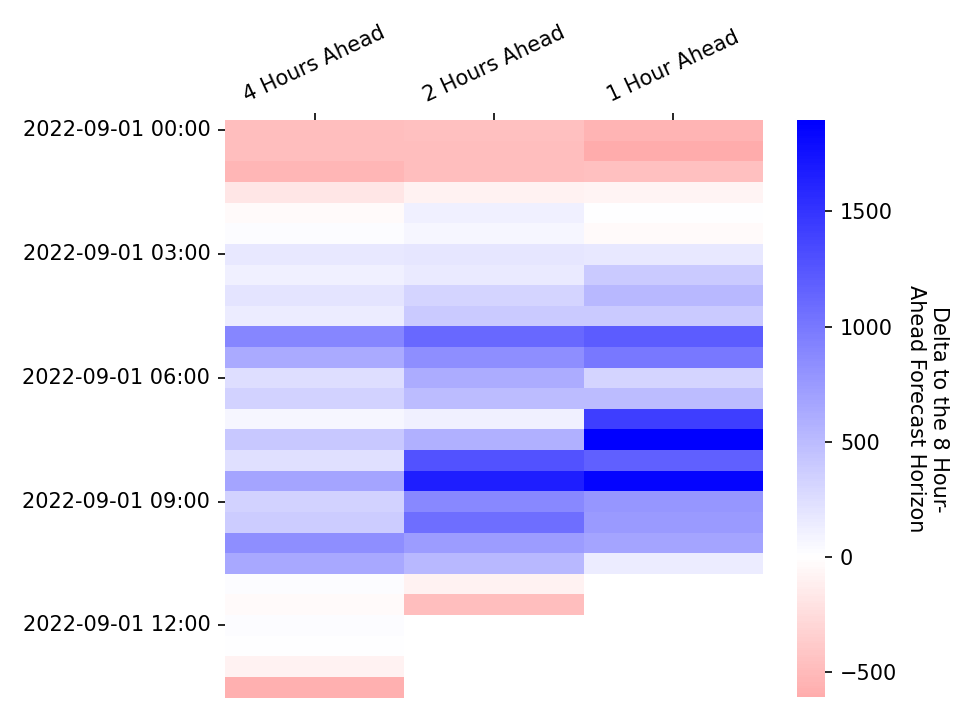 4 Hours Ahead
2 Hours Ahead
1 Hour Ahead
2022-09-01 00:00
2022-09-01 03:00
2022-09-01 06:00
2022-09-01 09:00
2022-09-01 12:00
1500
1000
500
0
−500
Delta to the 8 Hour-
Ahead Forecast Horizon